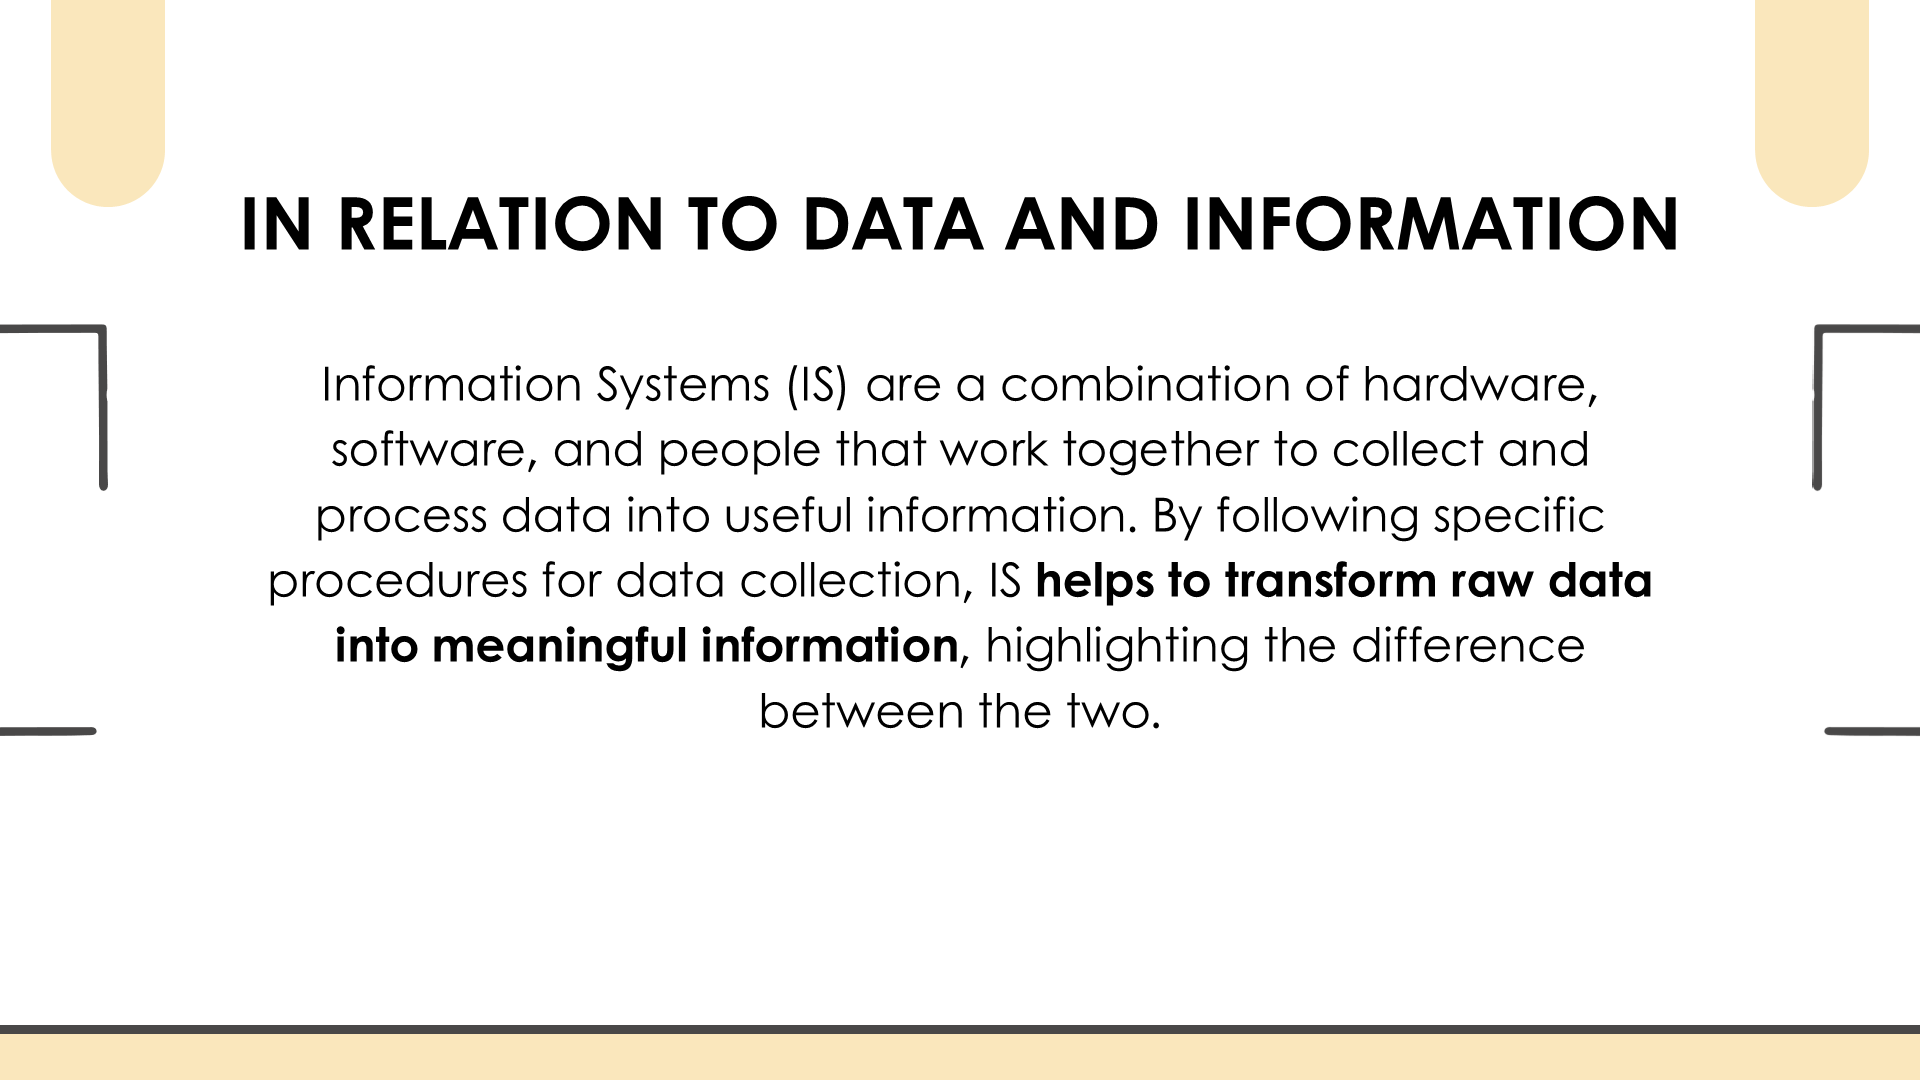 IN RELATION TO DATA AND INFORMATION
Information Systems (IS) are a combination of hardware,
software, and people that work together to collect and
process data into useful information. By following specific
procedures for data collection, IS helps to transform raw data
into meaningful information, highlighting the difference
between the two.